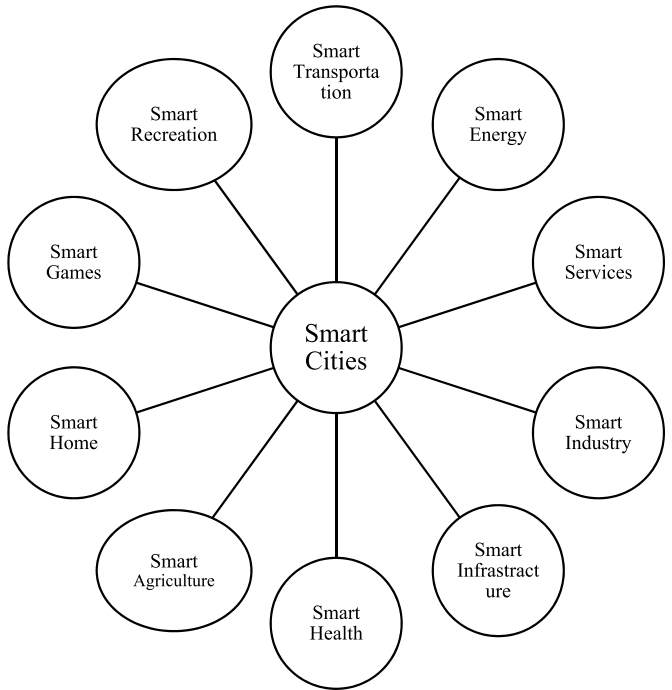 Smart
Transporta
tion
Smart
Energy
Smart
Services
Smart
Industry
Smart
Infrastract
ure
Smart
Health
Smart
Agriculture
Smart
Home
Smart
Games
Smart
Recreation
Smart
Cities